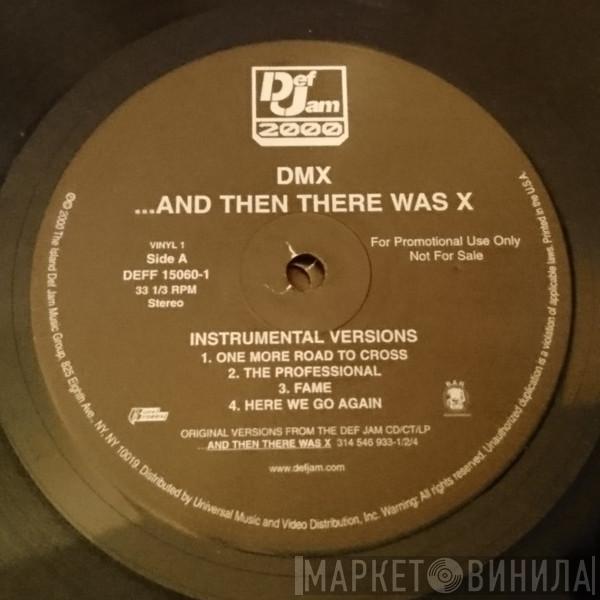 Def
Jam
2000
DMX
...AND THEN THERE WAS X
VINYL 1
Side A
DEFF 15060-1
33 1/3 RPM
Stereo
For Promotional Use Only
Not For Sale
INSTRUMENTAL VERSIONS
1. ONE MORE ROAD TO CROSS
2. THE PROFESSIONAL
3. FAME
4. HERE WE GO AGAIN
ORIGINAL VERSIONS FROM THE DEF JAM CD/CT/LP
...AND THEN THERE WAS X 314 546 933-1/2/4
www.defjam.com
℗© 2000 The Island Def Jam Music Group, 825 Eighth Ave., NY, NY 10019. Distributed by Universal Music and Video Distribution, Inc. Warning: All rights reserved. Unauthorized duplication is a violation of applicable laws. Printed in the U.S.A.
МАРКЕТ ВИНИЛА